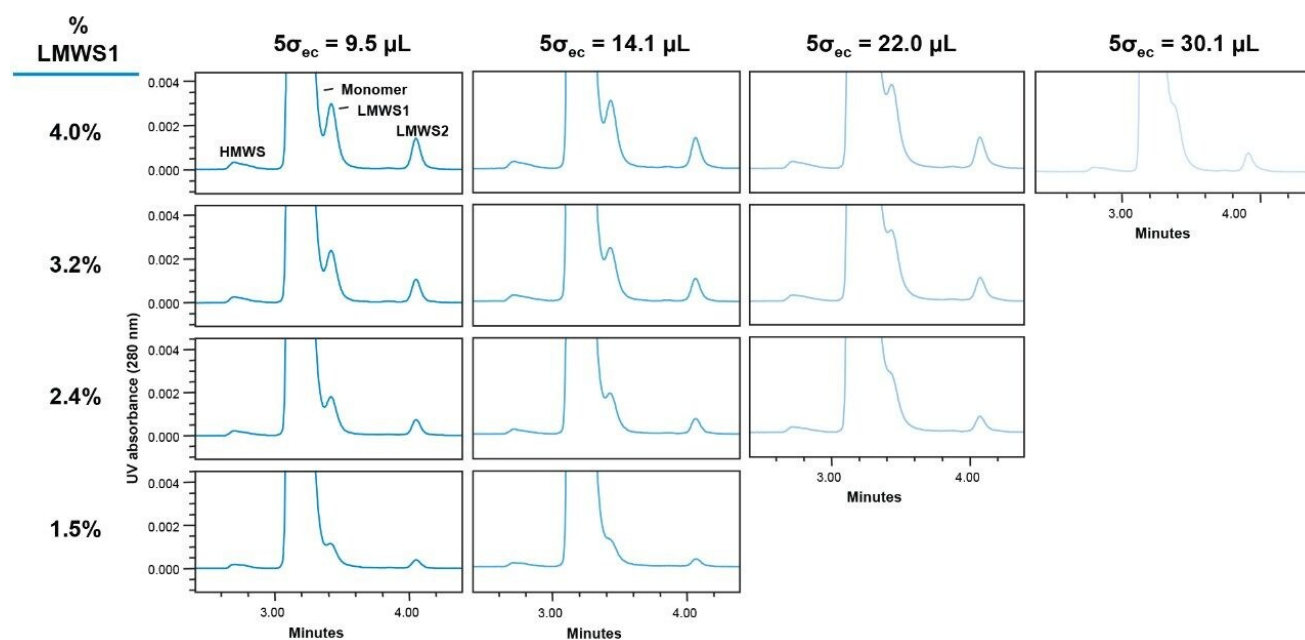 %
LMWS1
5σec = 9.5 µL
5σec = 14.1 µL
5σec = 22.0 µL
5σec = 30.1 µL
4.0%
0.004
0.002
0.000
Monomer
LMWS1
LMWS2
HMWS
3.00
4.00
Minutes
3.2%
0.004
0.002
0.000
2.4%
0.004
0.002
0.000
UV absorbance (280 nm)
3.00
4.00
Minutes
1.5%
0.004
0.002
0.000
3.00
4.00
3.00
4.00
Minutes
Minutes